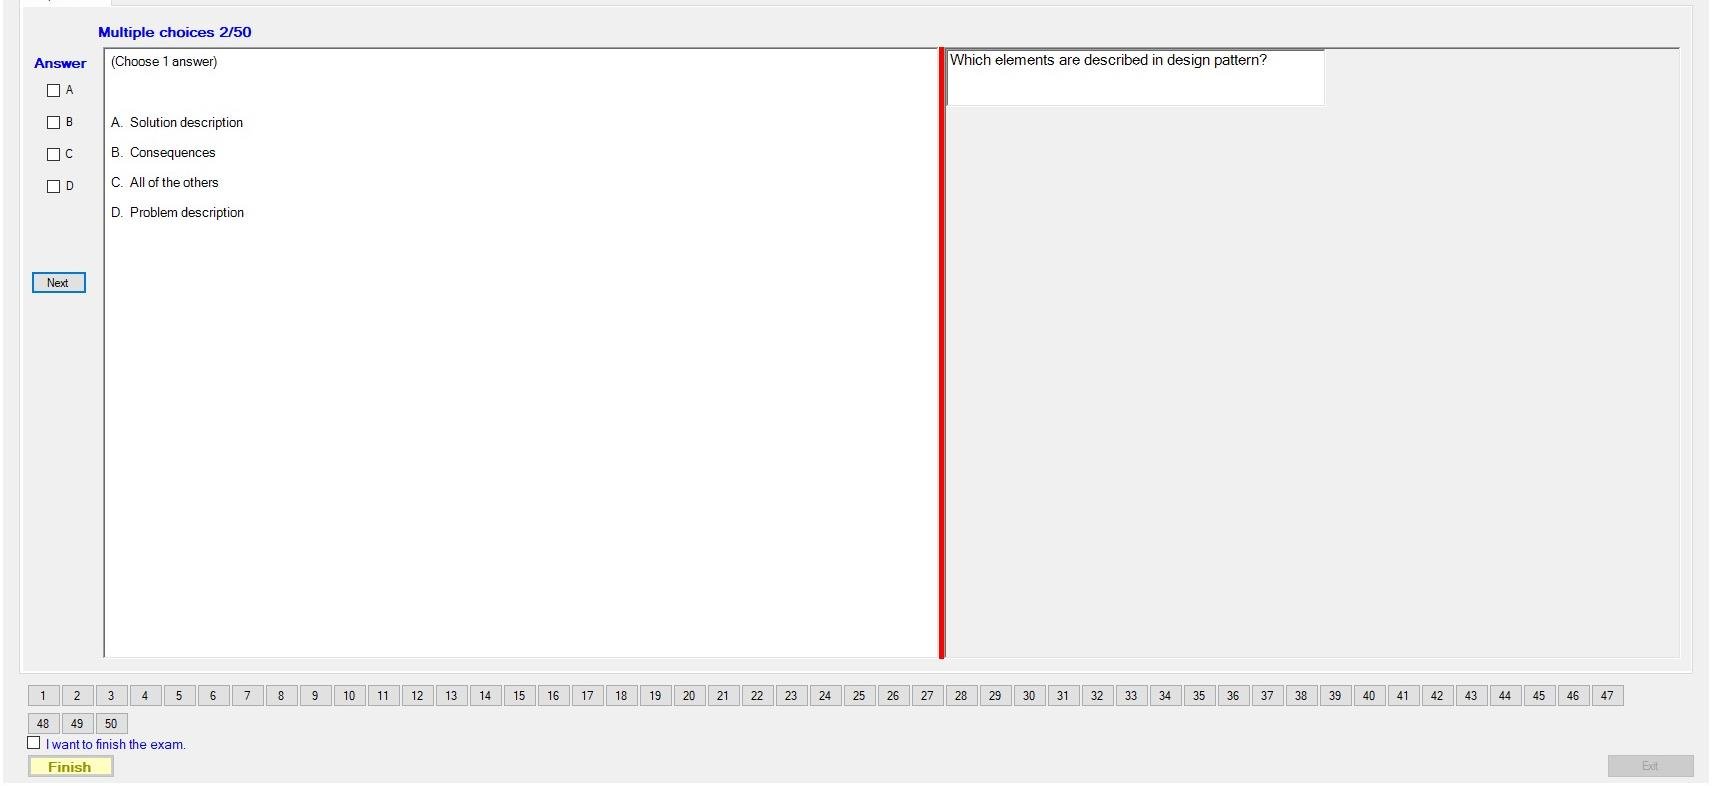 Multiple choices 2/50
Answer
A
B
C
D
Next
(Choose 1 answer)
A. Solution description
B. Consequences
C. All of the others
D. Problem description
Which elements are described in design pattern?
1 2 3 4 5 6 7 8 9 10 11 12 13 14 15 16 17 18 19 20 21 22 23 24 25 26 27 28 29 30 31 32 33 34 35 36 37 38 39 40 41 42 43 44 45 46 47
48 49 50
I want to finish the exam.
Finish
Exit